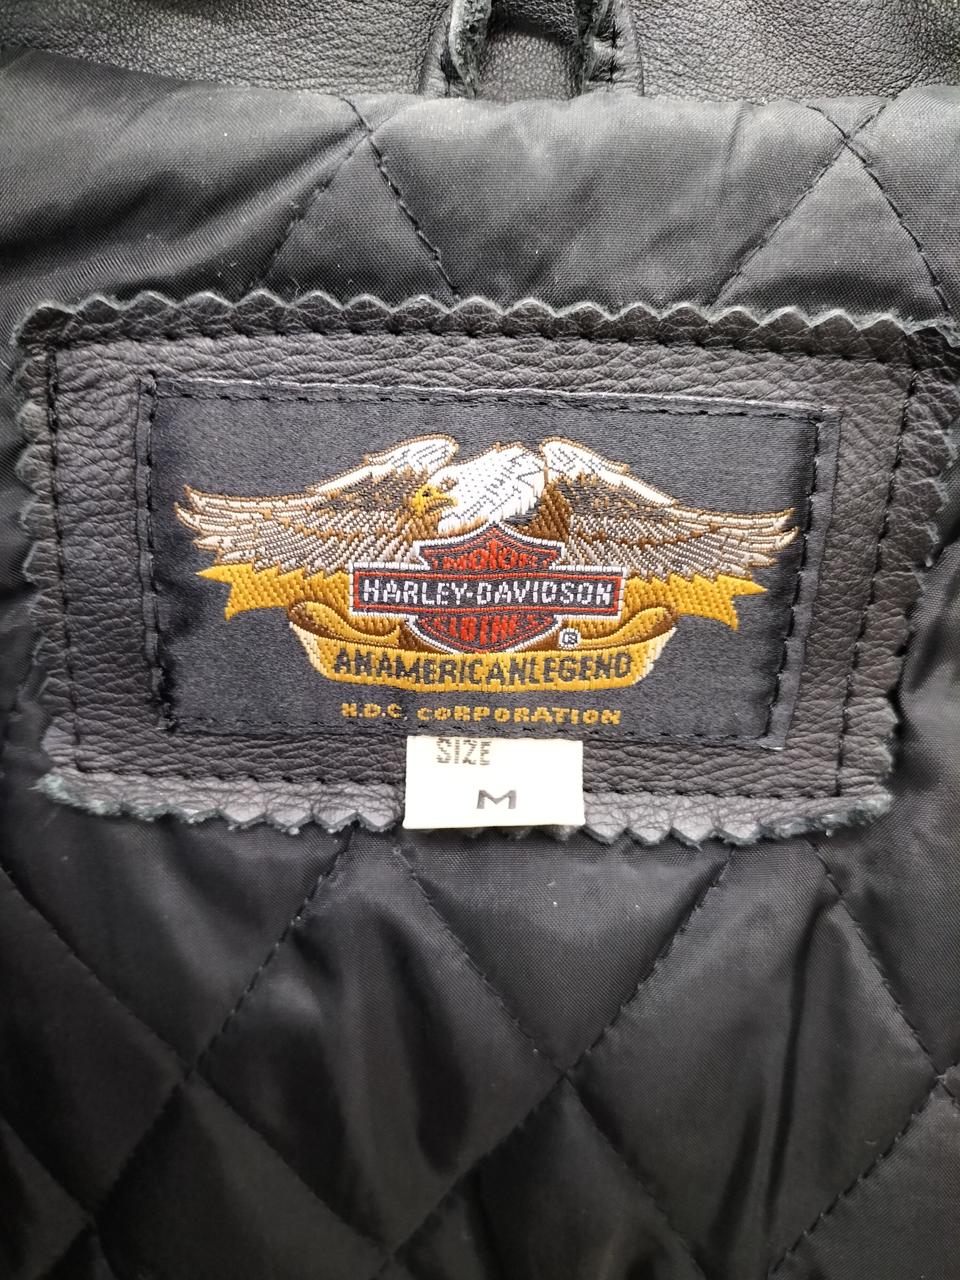 MOTOR
HARLEY-DAVIDSON
CLOTHES
®
AN AMERICAN LEGEND
H.D.C. CORPORATION
SIZE
M